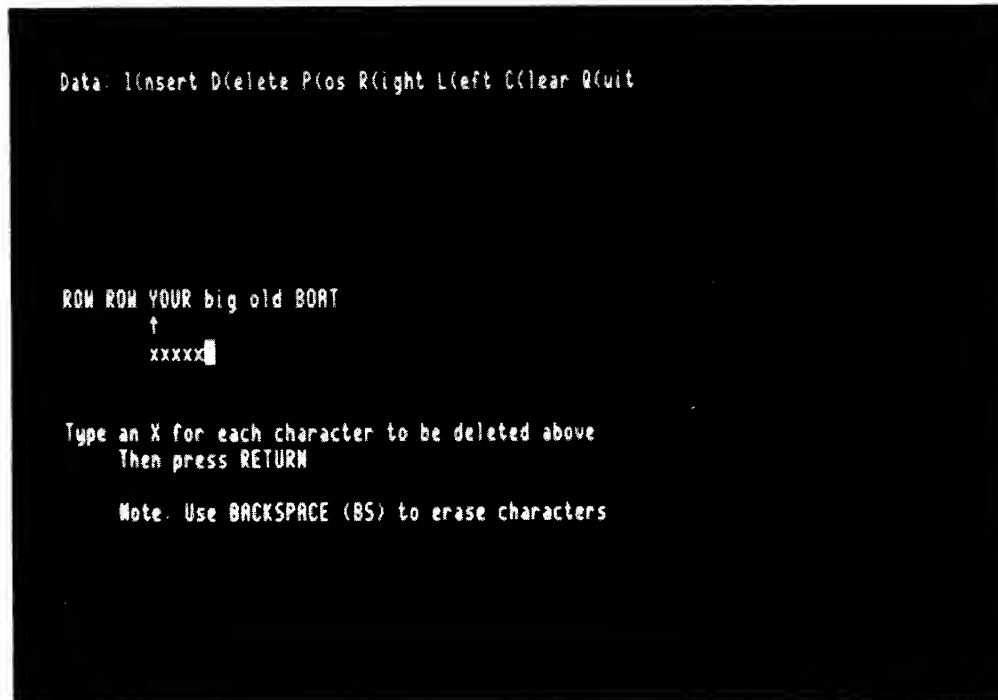 Data: I(nsert D(elete P(os R(ight L(eft C(lear Q(uit
ROW ROW YOUR big old BOAT
↑
xxxxx
Type an X for each character to be deleted above
Then press RETURN
Note: Use BACKSPACE (BS) to erase characters